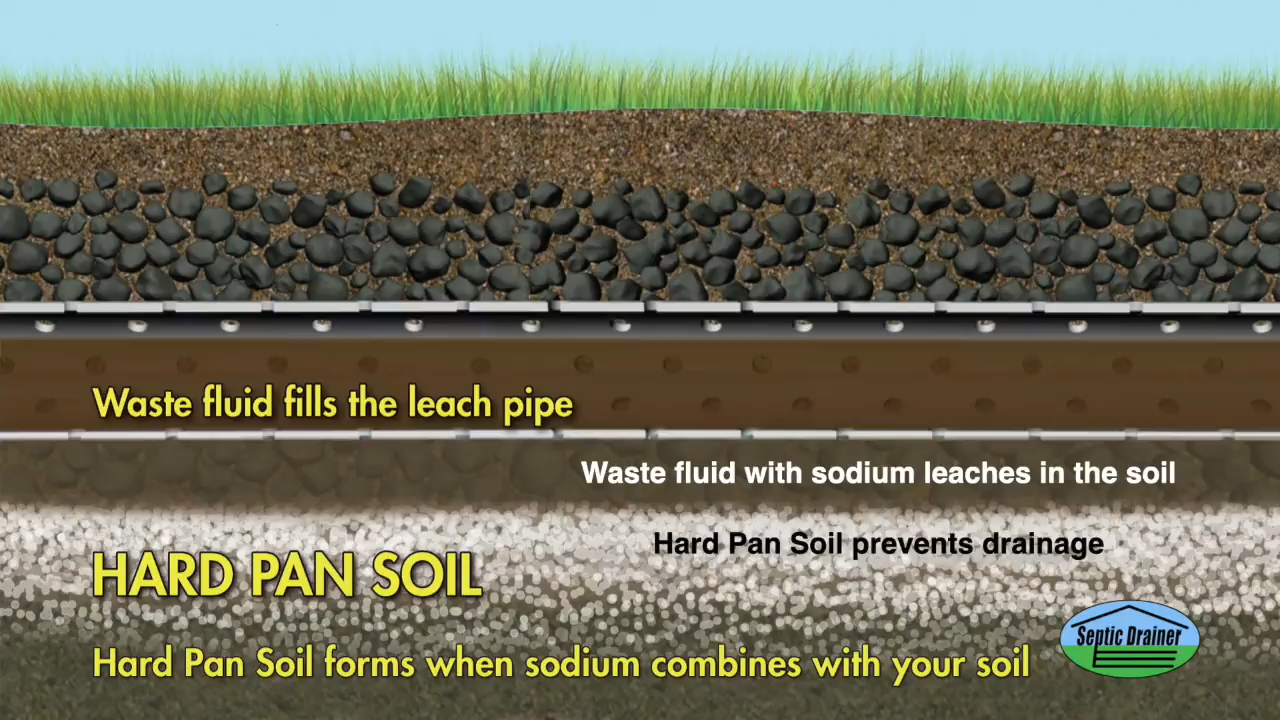 Waste fluid fills the leach pipe
Waste fluid with sodium leaches in the soil
Hard Pan Soil prevents drainage
HARD PAN SOIL
Septic Drainer
Hard Pan Soil forms when sodium combines with your soil